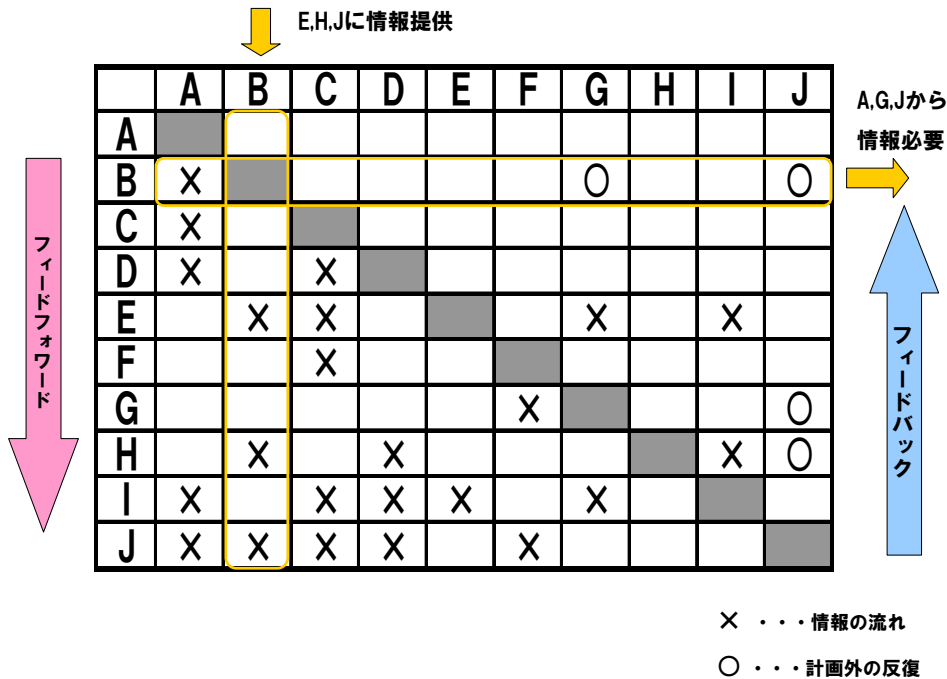 E,H,Jに情報提供
A B C D E F G H I J
A
B × ○ ○
C ×
D × ×
E × × × ×
F ×
G × ○
H × × × ○
I × × × × ×
J × × × × ×
A,G,Jから
情報必要
フィードフォワード
フィードバック
× ・・・情報の流れ
○ ・・・計画外の反復